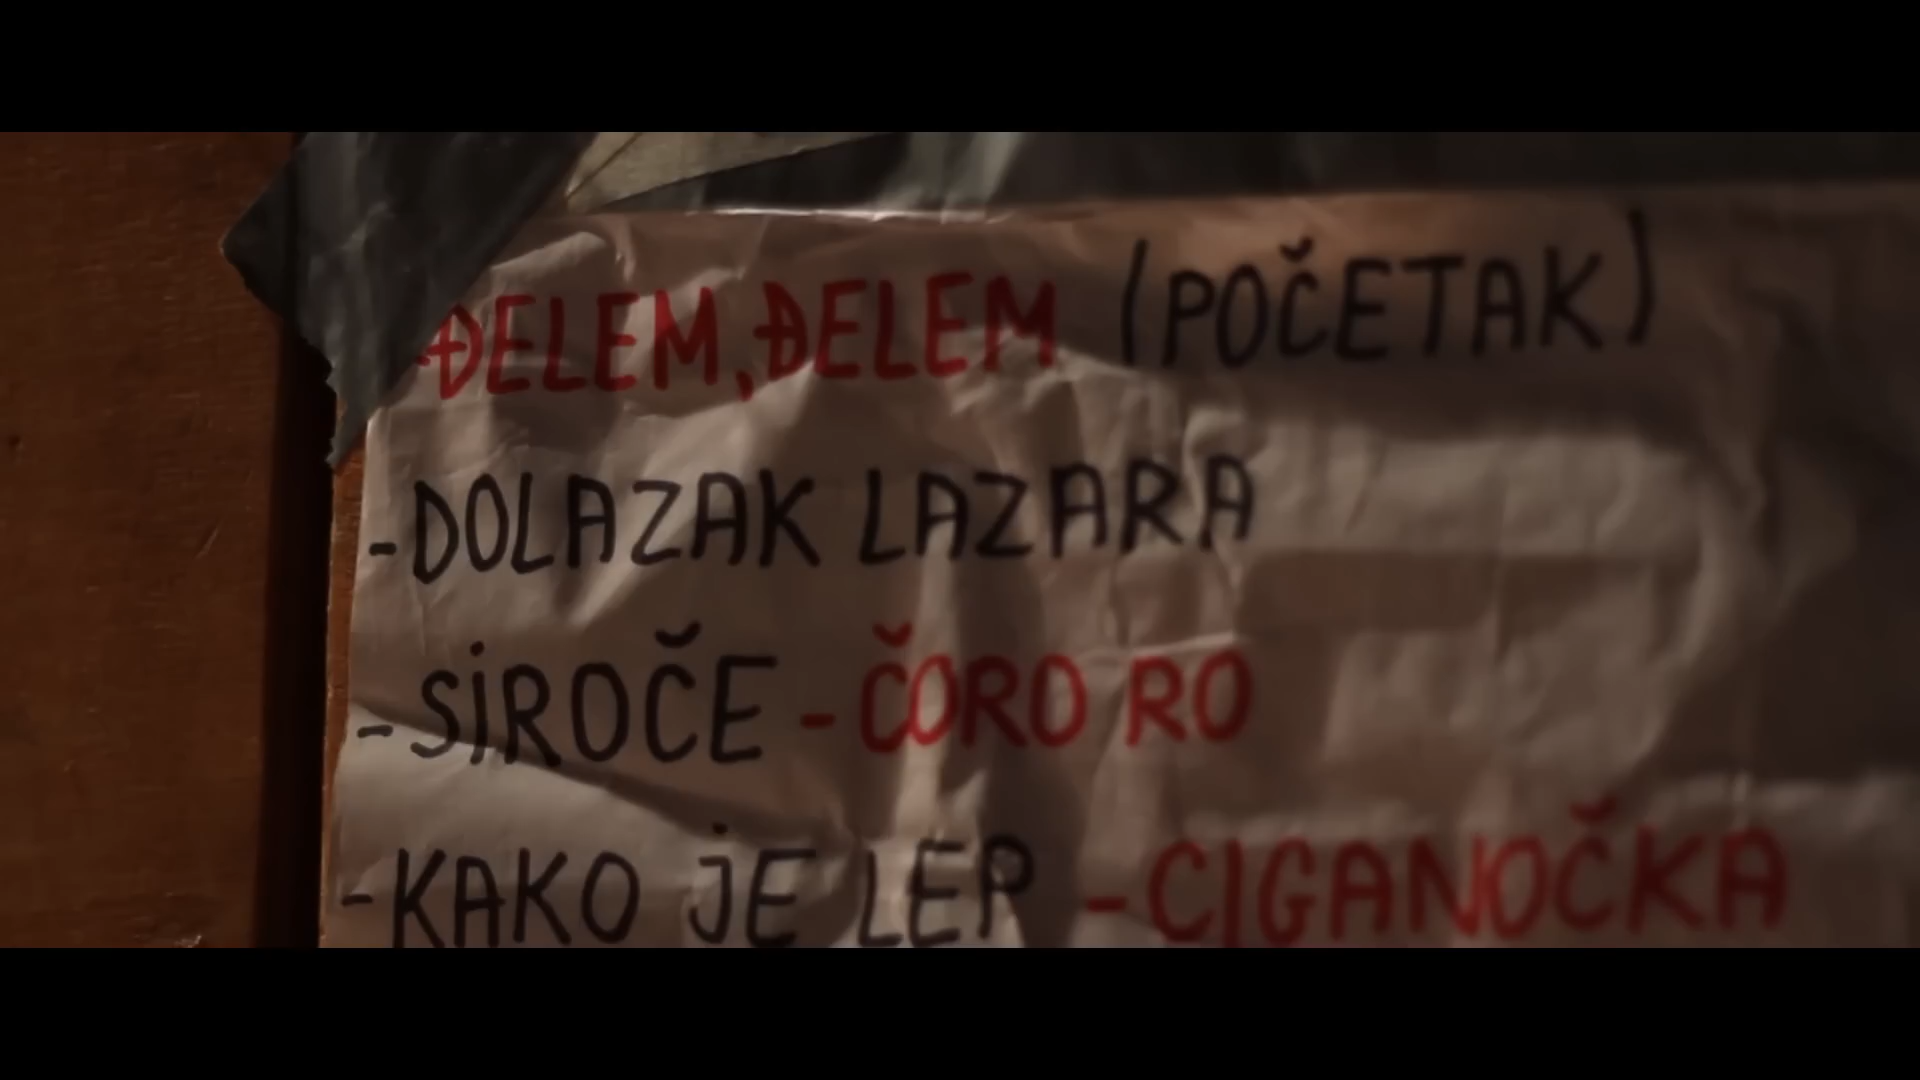 ĐELEM, ĐELEM (POČETAK)
-DOLAZAK LAZARA
-SIROČE - ČORO RO
-KAKO JE LEP - CIGANOČKA